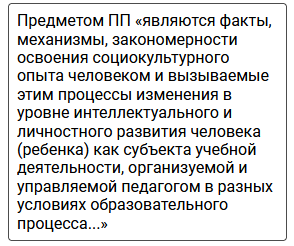 Предметом ПП «являются факты,
механизмы, закономерности
освоения социокультурного
опыта человеком и вызываемые
этим процессы изменения в
уровне интеллектуального и
личностного развития человека
(ребенка) как субъекта учебной
деятельности, организуемой и
управляемой педагогом в разных
условиях образовательного
процесса...»